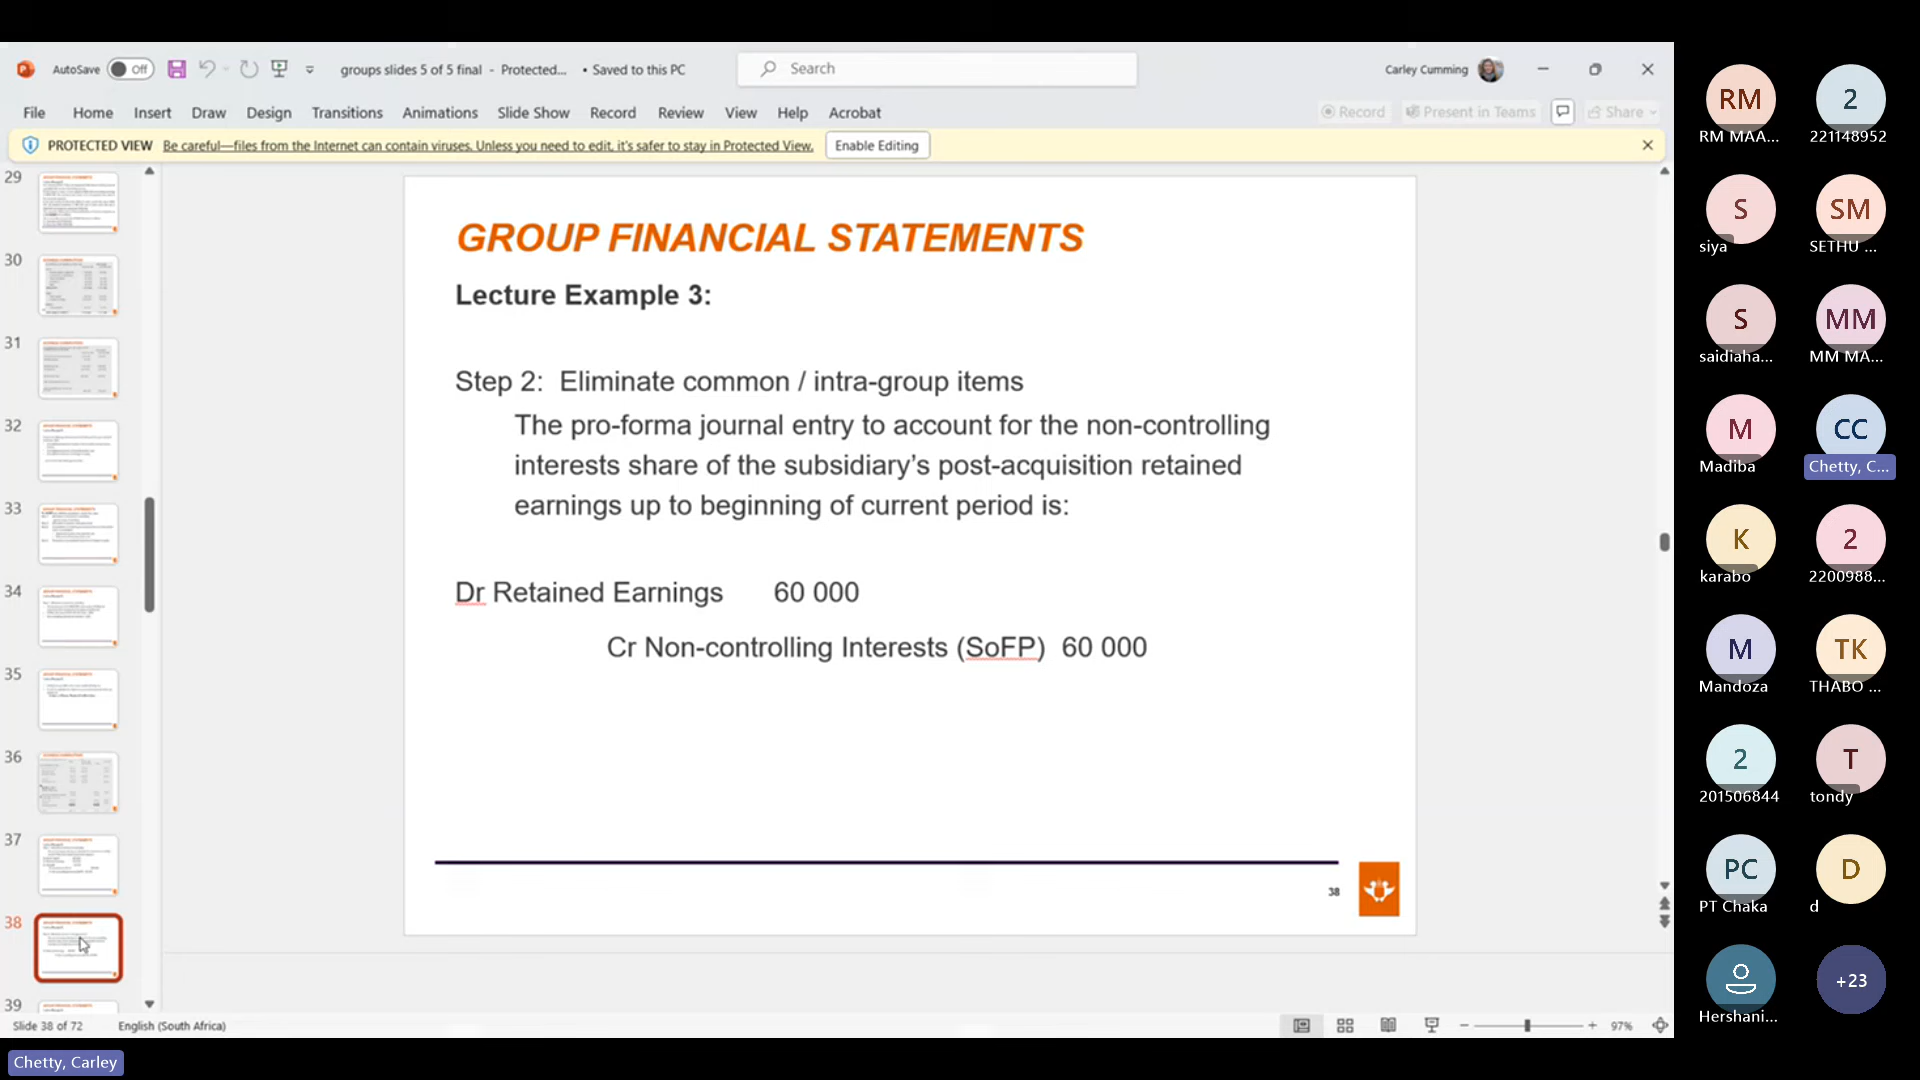 AutoSave Off groups slides 5 of 5 final - Protected... • Saved to this PC Search Carley Cumming
File Home Insert Draw Design Transitions Animations Slide Show Record Review View Help Acrobat Record Present in Teams Share
PROTECTED VIEW Be careful—files from the Internet can contain viruses. Unless you need to edit, it's safer to stay in Protected View. Enable Editing
29
30
31
32
33
34
35
36
37
38
39
GROUP FINANCIAL STATEMENTS
Lecture Example 3:
Step 2: Eliminate common / intra-group items
The pro-forma journal entry to account for the non-controlling
interests share of the subsidiary's post-acquisition retained
earnings up to beginning of current period is:
Dr Retained Earnings 60 000
Cr Non-controlling Interests (SoFP) 60 000
38
Slide 38 of 72 English (South Africa) 97%
Chetty, Carley
RM 2
RM MAA... 221148952
S SM
siya SETHU ...
S MM
saidiaha... MM MA...
M CC
Madiba Chetty, C...
K 2
karabo 2200988...
M TK
Mandoza THABO ...
2 T
201506844 tondy
PC D
PT Chaka d
+23
Hershani...